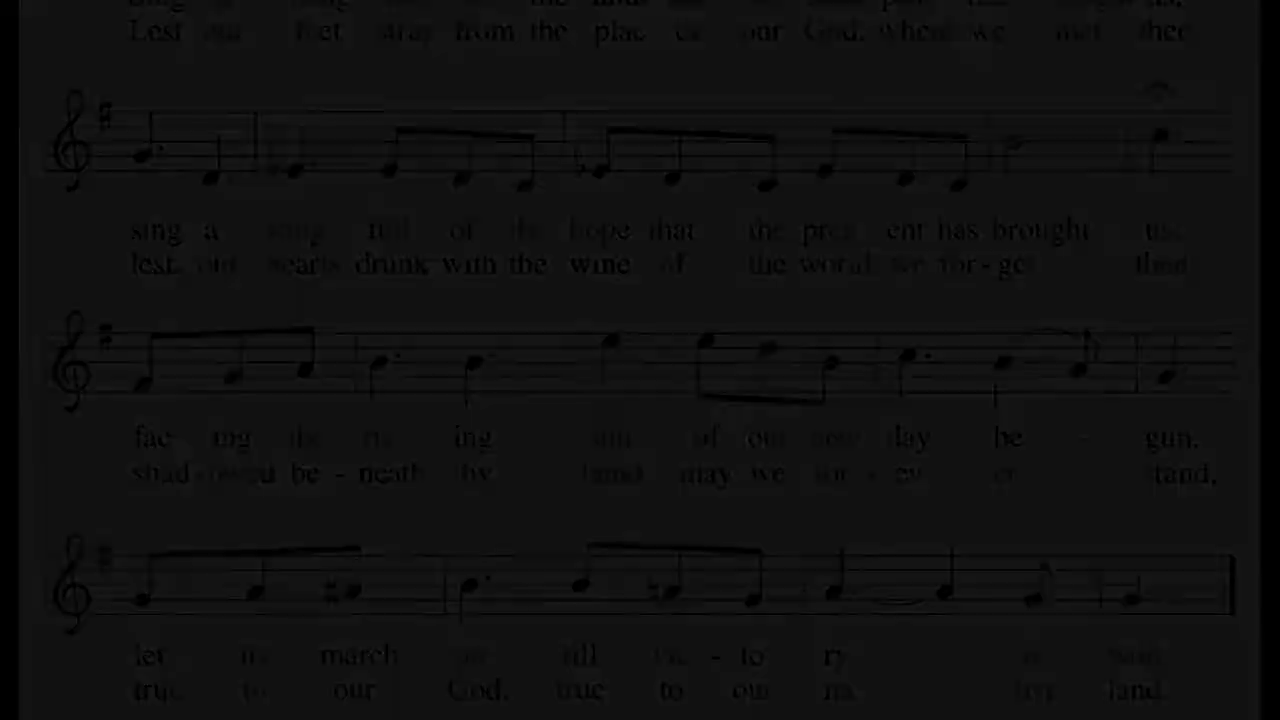 Lest our feet stray from the plac our God, where we met thee
sing a song full of the hope that the pres ent has brought us,
lest, our hearts drunk with the wine of the world we for - get thee
fac ing the ris ing sun of our new day be - gun,
shad - owed be - neath thy hand may we for - ev er stand,
let us march on till vic - to ry is won.
true to our God, true to our na tive land.